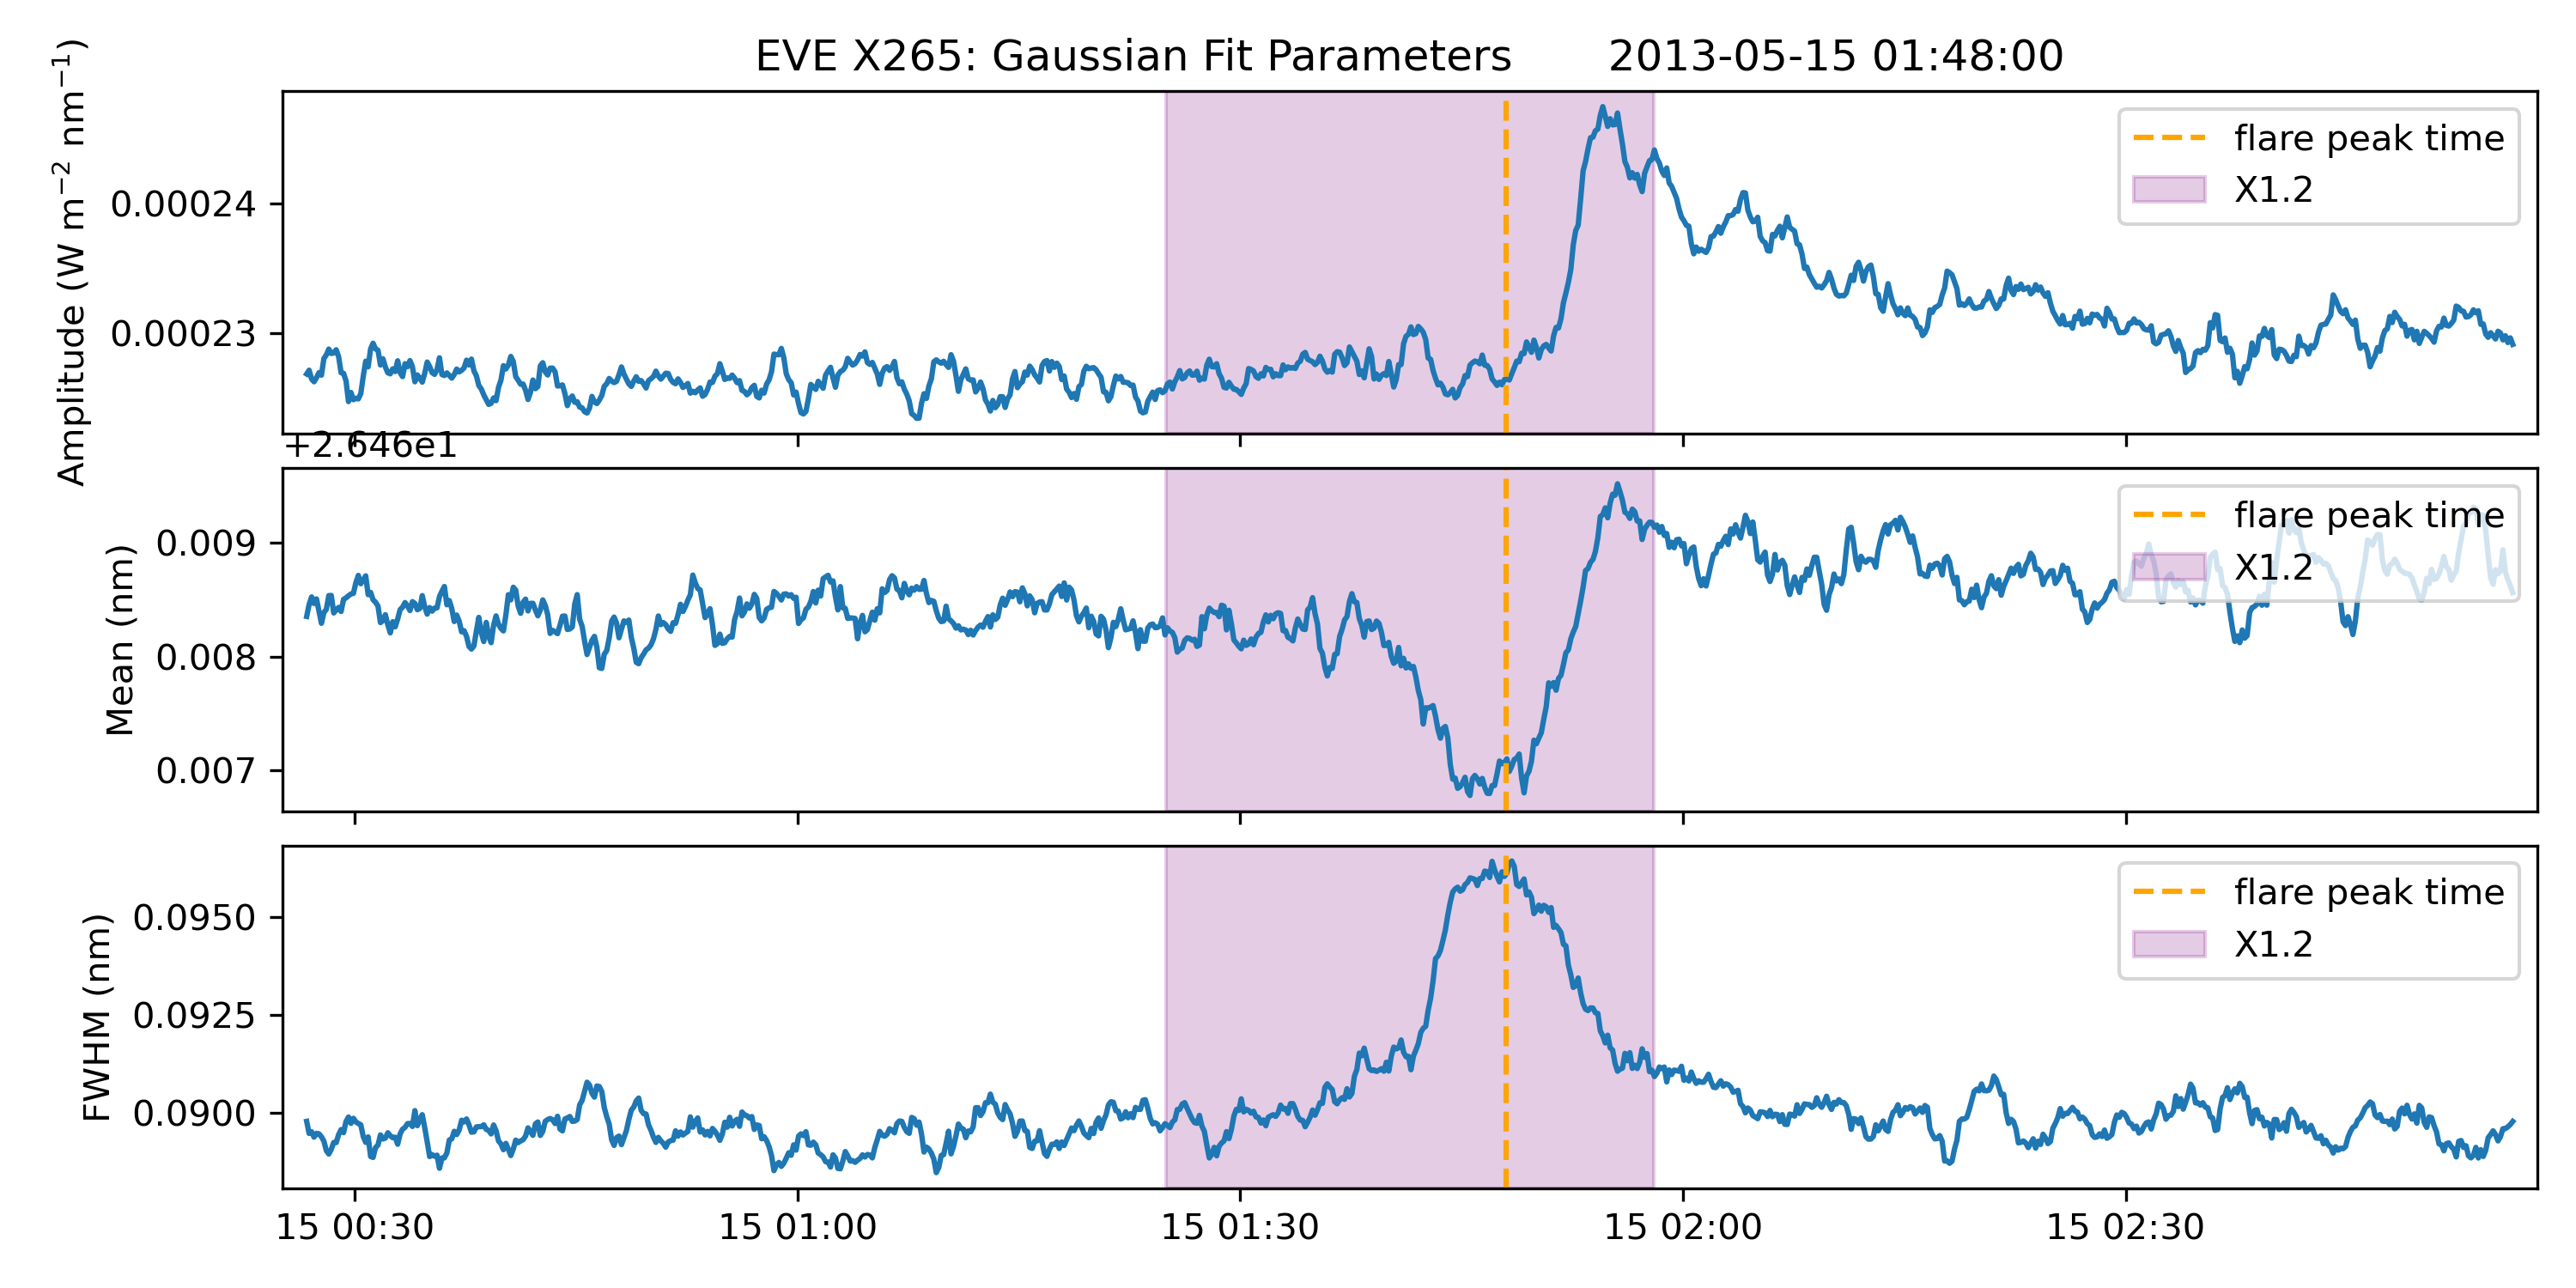 EVE X265: Gaussian Fit Parameters 2013-05-15 01:48:00
Amplitude (W m⁻² nm⁻¹)
0.00024
0.00023
flare peak time
X1.2
+2.646e1
Mean (nm)
0.009
0.008
0.007
flare peak time
X1.2
FWHM (nm)
0.0950
0.0925
0.0900
flare peak time
X1.2
15 00:30 15 01:00 15 01:30 15 02:00 15 02:30